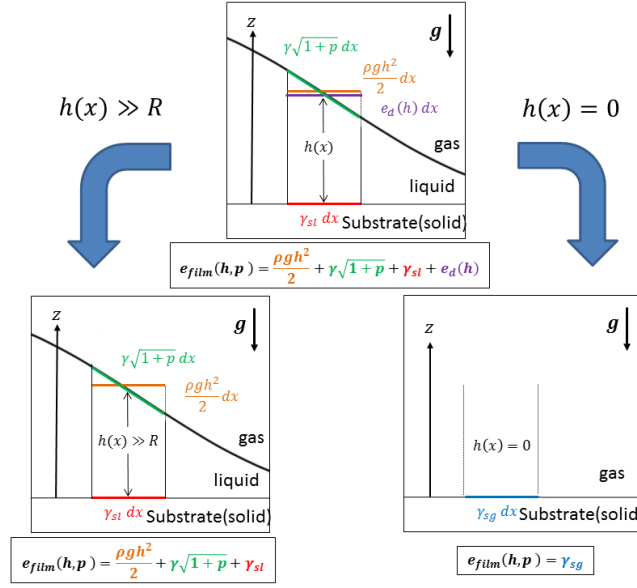 z
g
γ√1+p dx
ρgh²/2 dx
e_d(h) dx
h(x)
gas
liquid
γ_sl dx Substrate(solid)
h(x) ≫ R
h(x) = 0
e_film(h,p) = ρgh²/2 + γ√1+p + γ_sl + e_d(h)
z
g
γ√1+p dx
ρgh²/2 dx
h(x) ≫ R
gas
liquid
γ_sl dx Substrate(solid)
e_film(h,p) = ρgh²/2 + γ√1+p + γ_sl
z
g
h(x) = 0
gas
γ_sg dx Substrate(solid)
e_film(h,p) = γ_sg